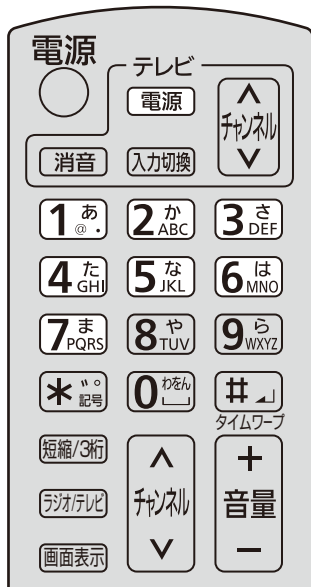 電源
テレビ
電源
チャンネル
消音
入力切換
1 あ @ .
2 か ABC
3 さ DEF
4 た GHI
5 な JKL
6 は MNO
7 ま PQRS
8 や TUV
9 ら WXYZ
* ゛゜ 記号
0 わをん
#
タイムワープ
短縮/3桁
ラジオ/テレビ
画面表示
チャンネル
+
音量
−